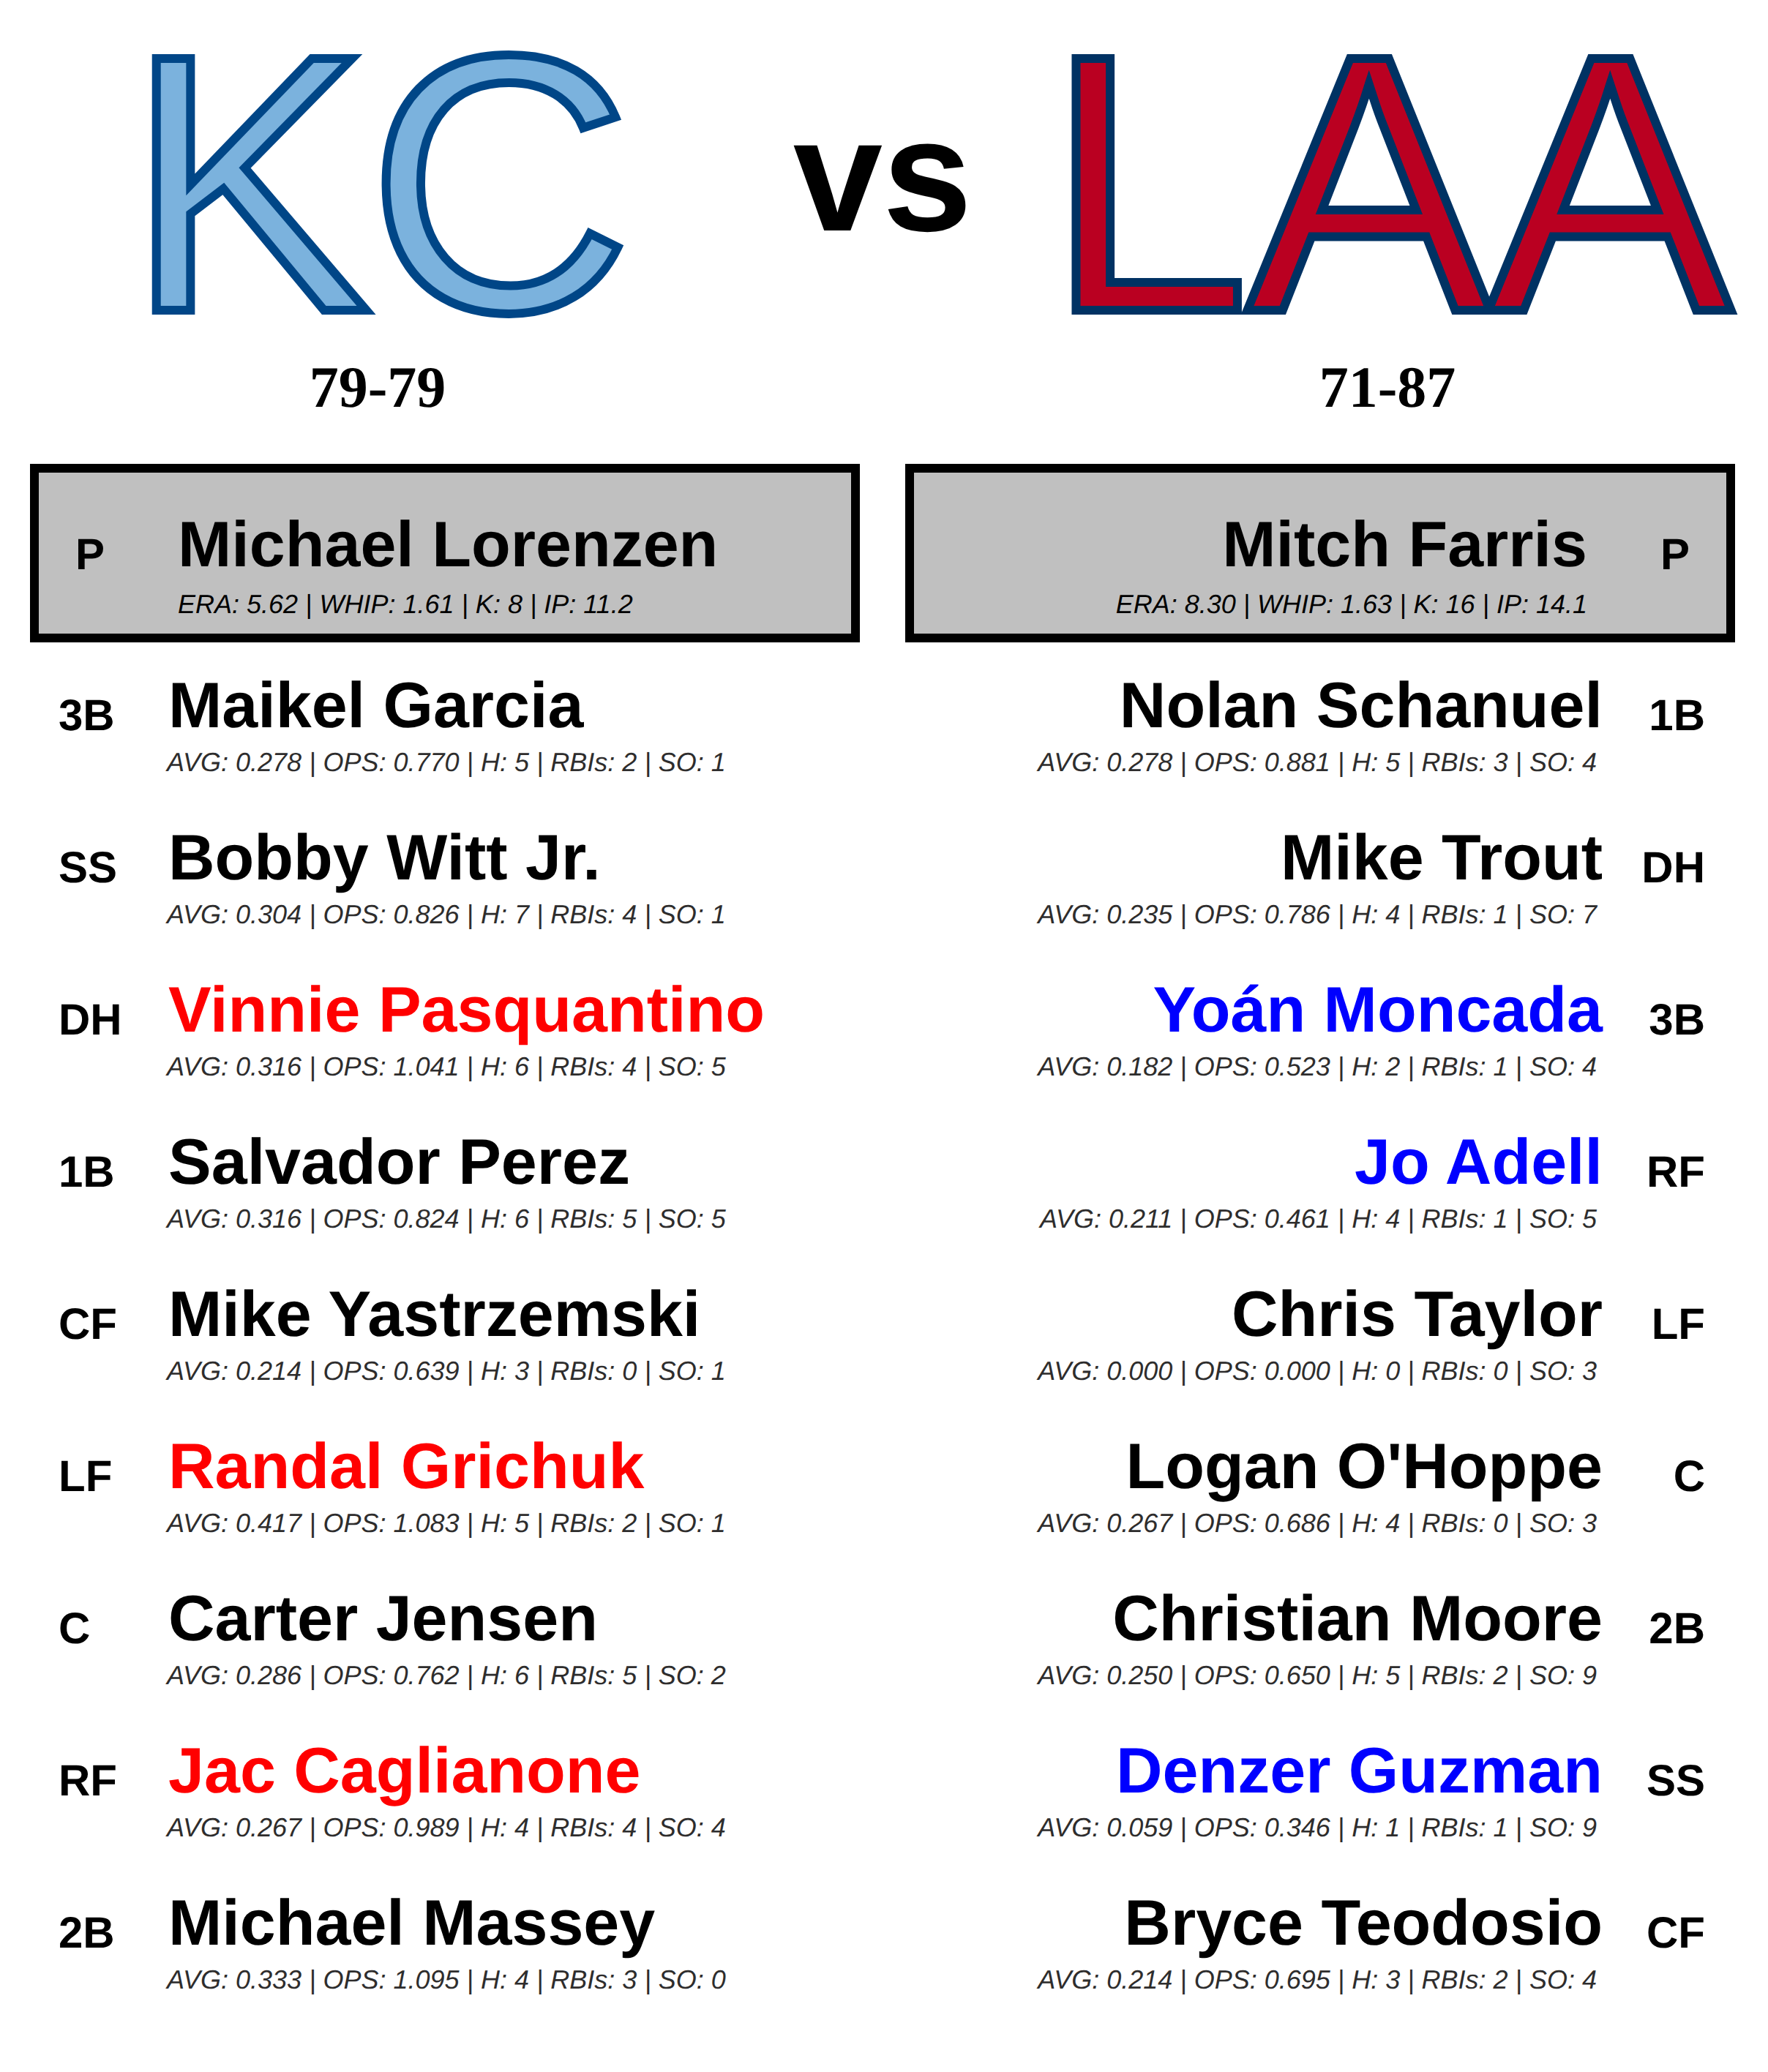 KC vs LAA
79-79 71-87
P Michael Lorenzen
ERA: 5.62 | WHIP: 1.61 | K: 8 | IP: 11.2
Mitch Farris P
ERA: 8.30 | WHIP: 1.63 | K: 16 | IP: 14.1
3B Maikel Garcia
AVG: 0.278 | OPS: 0.770 | H: 5 | RBIs: 2 | SO: 1
Nolan Schanuel 1B
AVG: 0.278 | OPS: 0.881 | H: 5 | RBIs: 3 | SO: 4
SS Bobby Witt Jr.
AVG: 0.304 | OPS: 0.826 | H: 7 | RBIs: 4 | SO: 1
Mike Trout DH
AVG: 0.235 | OPS: 0.786 | H: 4 | RBIs: 1 | SO: 7
DH Vinnie Pasquantino
AVG: 0.316 | OPS: 1.041 | H: 6 | RBIs: 4 | SO: 5
Yoán Moncada 3B
AVG: 0.182 | OPS: 0.523 | H: 2 | RBIs: 1 | SO: 4
1B Salvador Perez
AVG: 0.316 | OPS: 0.824 | H: 6 | RBIs: 5 | SO: 5
Jo Adell RF
AVG: 0.211 | OPS: 0.461 | H: 4 | RBIs: 1 | SO: 5
CF Mike Yastrzemski
AVG: 0.214 | OPS: 0.639 | H: 3 | RBIs: 0 | SO: 1
Chris Taylor LF
AVG: 0.000 | OPS: 0.000 | H: 0 | RBIs: 0 | SO: 3
LF Randal Grichuk
AVG: 0.417 | OPS: 1.083 | H: 5 | RBIs: 2 | SO: 1
Logan O'Hoppe C
AVG: 0.267 | OPS: 0.686 | H: 4 | RBIs: 0 | SO: 3
C Carter Jensen
AVG: 0.286 | OPS: 0.762 | H: 6 | RBIs: 5 | SO: 2
Christian Moore 2B
AVG: 0.250 | OPS: 0.650 | H: 5 | RBIs: 2 | SO: 9
RF Jac Caglianone
AVG: 0.267 | OPS: 0.989 | H: 4 | RBIs: 4 | SO: 4
Denzer Guzman SS
AVG: 0.059 | OPS: 0.346 | H: 1 | RBIs: 1 | SO: 9
2B Michael Massey
AVG: 0.333 | OPS: 1.095 | H: 4 | RBIs: 3 | SO: 0
Bryce Teodosio CF
AVG: 0.214 | OPS: 0.695 | H: 3 | RBIs: 2 | SO: 4